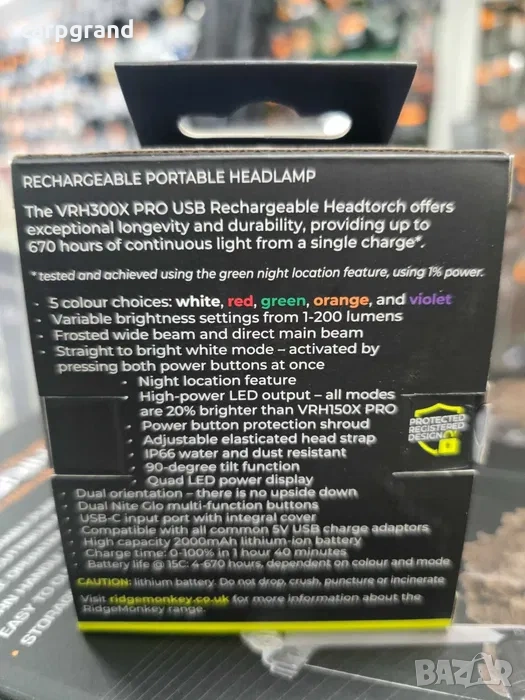 carpgrand
RECHARGEABLE PORTABLE HEADLAMP
The VRH300X PRO USB Rechargeable Headtorch offers
exceptional longevity and durability, providing up to
670 hours of continuous light from a single charge*.
*tested and achieved using the green night location feature, using 1% power.
- 5 colour choices: white, red, green, orange, and violet
- Variable brightness settings from 1-200 lumens
- Frosted wide beam and direct main beam
- Straight to bright white mode – activated by
pressing both power buttons at once
- Night location feature
- High-power LED output – all modes
are 20% brighter than VRH150X PRO
- Power button protection shroud
- Adjustable elasticated head strap
- IP66 water and dust resistant
- 90-degree tilt function
- Quad LED power display
- Dual orientation – there is no upside down
- Dual Nite Glo multi-function buttons
- USB-C input port with integral cover
- Compatible with all common 5V USB charge adaptors
- High capacity 2000mAh lithium-ion battery
- Charge time: 0-100% in 1 hour 40 minutes
- Battery life @ 15C: 4-670 hours, dependent on colour and mode
CAUTION: lithium battery. Do not drop, crush, puncture or incinerate
Visit ridgemonkey.co.uk for more information about the
RidgeMonkey range.
PROTECTED
REGISTERED
DESIGN
EASY TO
STORAG
BAZAR